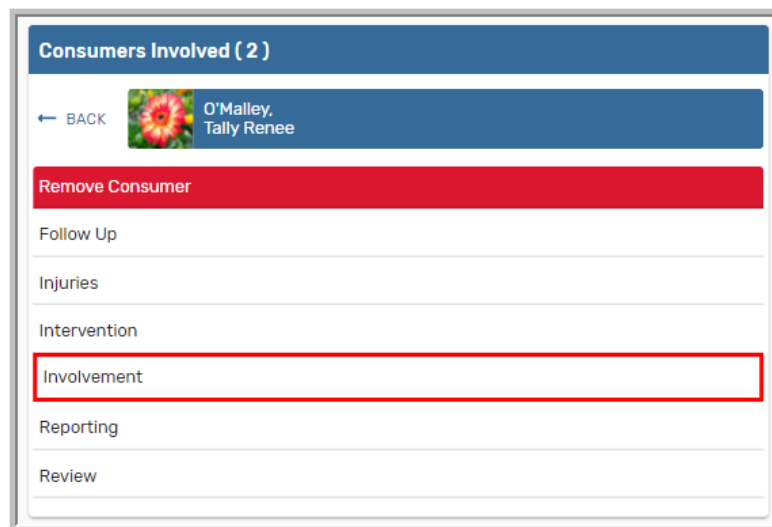 Consumers Involved ( 2 )
← BACK
O'Malley,
Tally Renee
Remove Consumer
Follow Up
Injuries
Intervention
Involvement
Reporting
Review